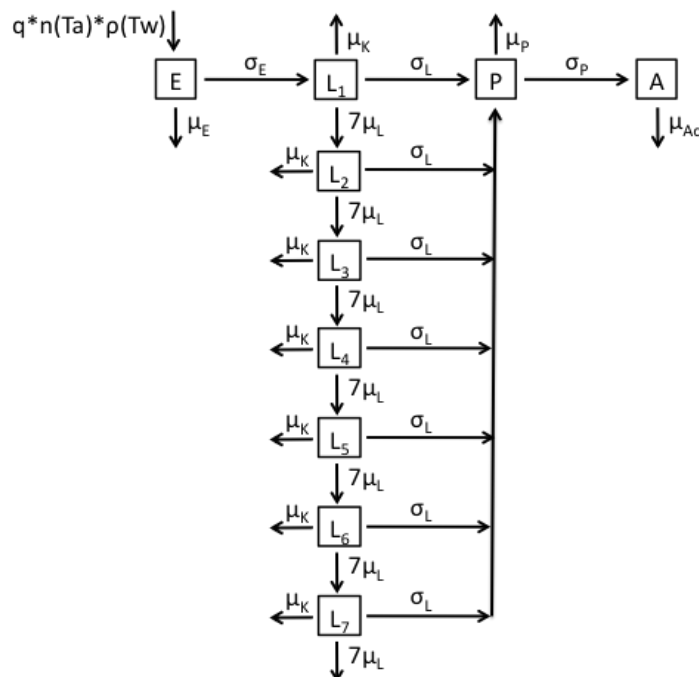 q*n(Ta)*ρ(Tw)
μK μP
E σE L1 σL P σP A
μE 7μL μAd
μK L2 σL
7μL
μK L3 σL
7μL
μK L4 σL
7μL
μK L5 σL
7μL
μK L6 σL
7μL
μK L7 σL
7μL